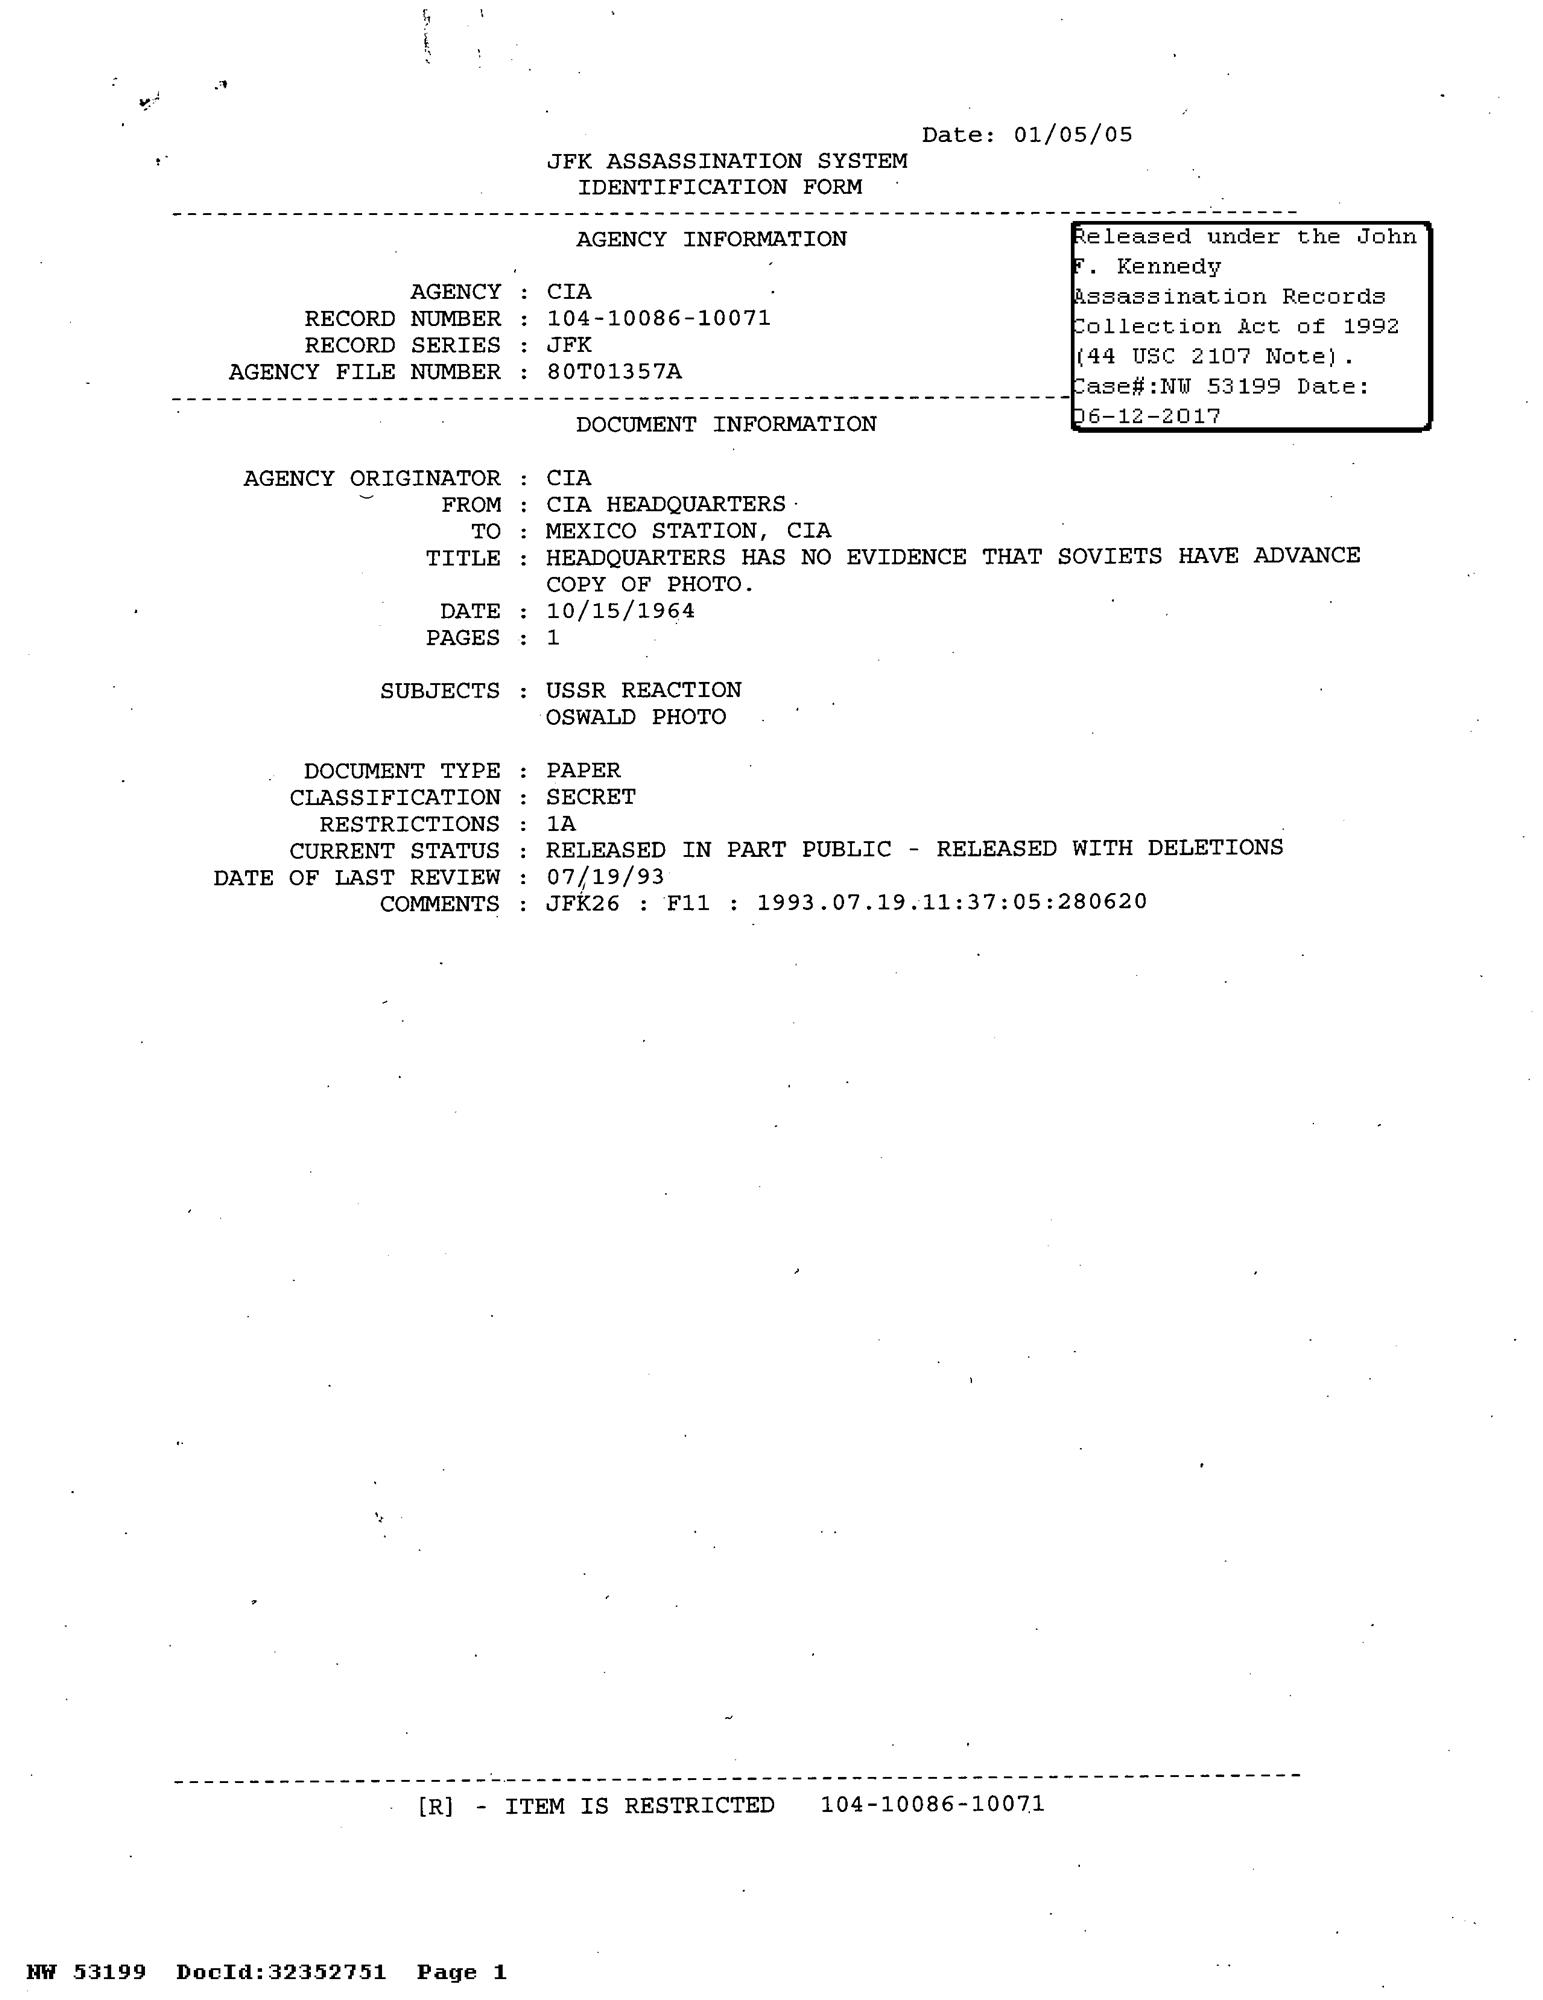 Date: 01/05/05
JFK ASSASSINATION SYSTEM
IDENTIFICATION FORM
---------------------------------------------------------------------------
AGENCY INFORMATION
AGENCY : CIA
RECORD NUMBER : 104-10086-10071
RECORD SERIES : JFK
AGENCY FILE NUMBER : 80T01357A
Released under the John
F. Kennedy
Assassination Records
Collection Act of 1992
(44 USC 2107 Note).
Case#:NW 53199 Date:
06-12-2017
---------------------------------------------------------------------------
DOCUMENT INFORMATION
AGENCY ORIGINATOR : CIA
FROM : CIA HEADQUARTERS
TO : MEXICO STATION, CIA
TITLE : HEADQUARTERS HAS NO EVIDENCE THAT SOVIETS HAVE ADVANCE
COPY OF PHOTO.
DATE : 10/15/1964
PAGES : 1
SUBJECTS : USSR REACTION
OSWALD PHOTO
DOCUMENT TYPE : PAPER
CLASSIFICATION : SECRET
RESTRICTIONS : 1A
CURRENT STATUS : RELEASED IN PART PUBLIC - RELEASED WITH DELETIONS
DATE OF LAST REVIEW : 07/19/93
COMMENTS : JFK26 : F11 : 1993.07.19.11:37:05:280620
---------------------------------------------------------------------------
[R] - ITEM IS RESTRICTED 104-10086-10071
NW 53199 DocId:32352751 Page 1